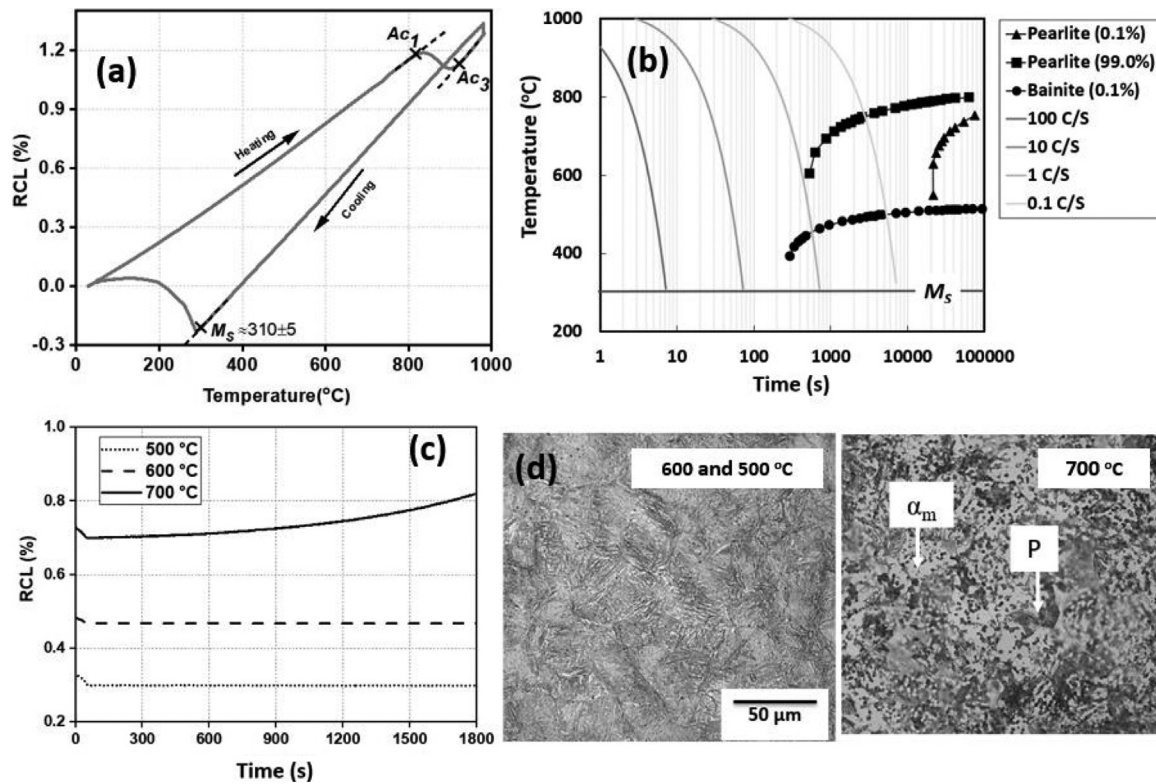 (a)
RCL (%)
1.2
0.9
0.6
0.3
0.0
-0.3
Ac1
Ac3
Heating
Cooling
MS ≈310±5
0 200 400 600 800 1000
Temperature(°C)
(b)
Temperature (°C)
1000
800
600
400
200
MS
1 10 100 1000 10000 100000
Time (s)
Pearlite (0.1%)
Pearlite (99.0%)
Bainite (0.1%)
100 C/S
10 C/S
1 C/S
0.1 C/S
(c)
500 °C
600 °C
700 °C
RCL (%)
1.0
0.8
0.6
0.4
0.2
0 300 600 900 1200 1500 1800
Time (s)
(d)
600 and 500 °C
50 µm
700 °C
αm
P